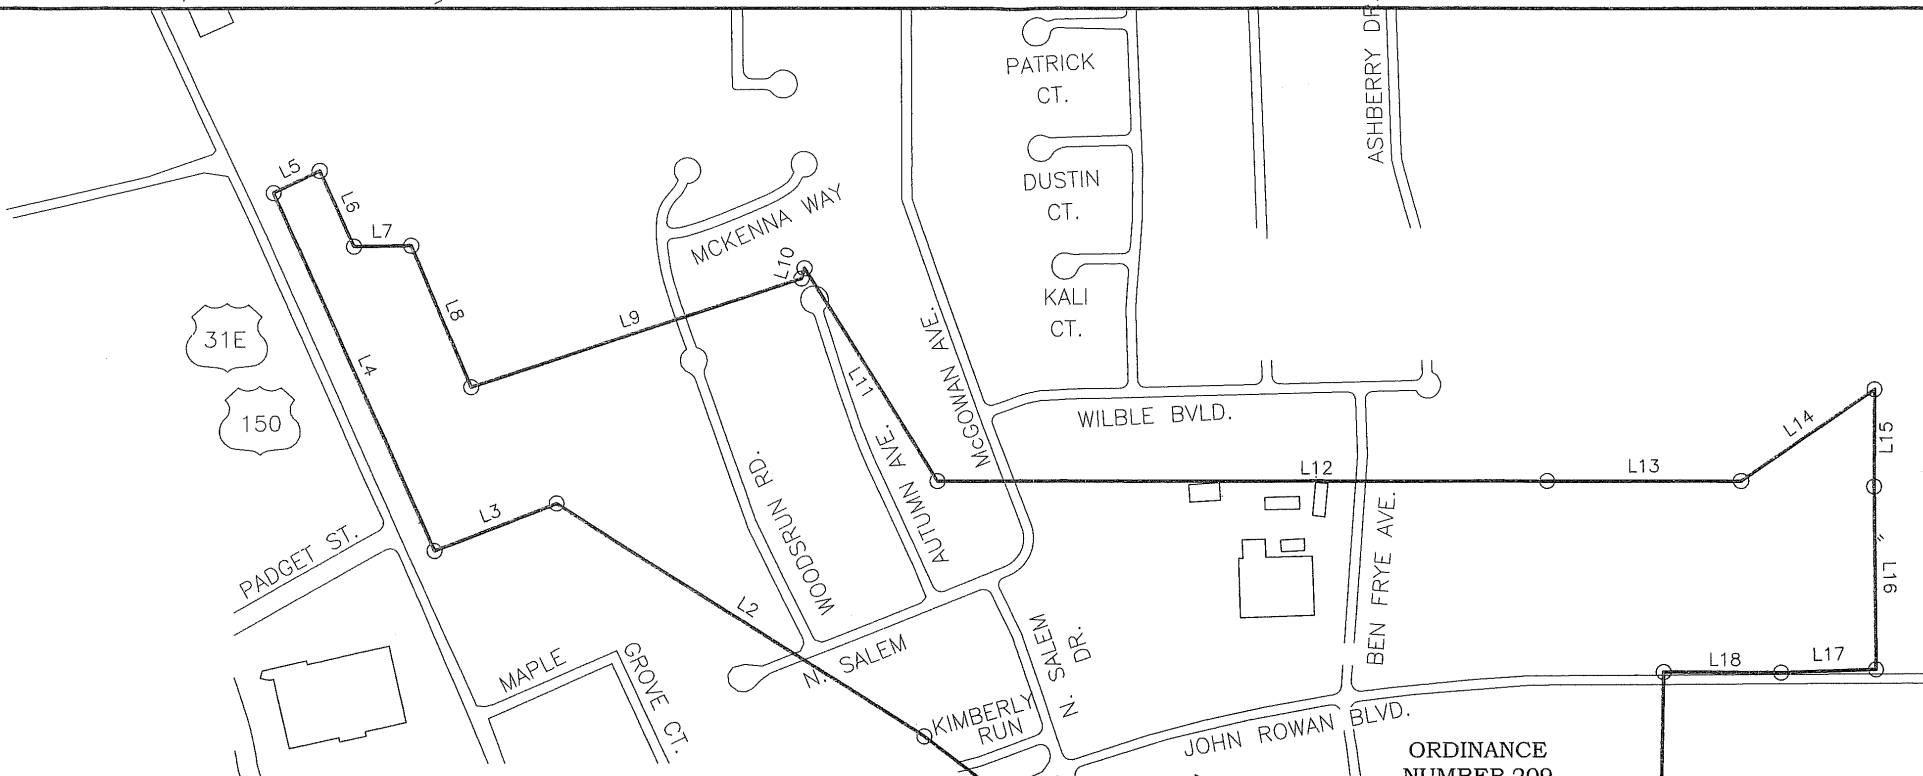 PATRICK
CT.
ASHBERRY DR.
DUSTIN
CT.
KALI
CT.
L5
L6
L7
L8
MCKENNA WAY
L10
L9
31E
150
L4
L11
McGOWAN AVE.
WILBLE BVLD.
L14
L15
L12
L13
L3
PADGET ST.
WOODSRUN RD.
AUTUMN AVE.
BEN FRYE AVE.
L16
L2
N. SALEM
N. SALEM
DR.
MAPLE
GROVE CT.
KIMBERLY
RUN
L18
L17
JOHN ROWAN BLVD.
ORDINANCE
NUMBER 209